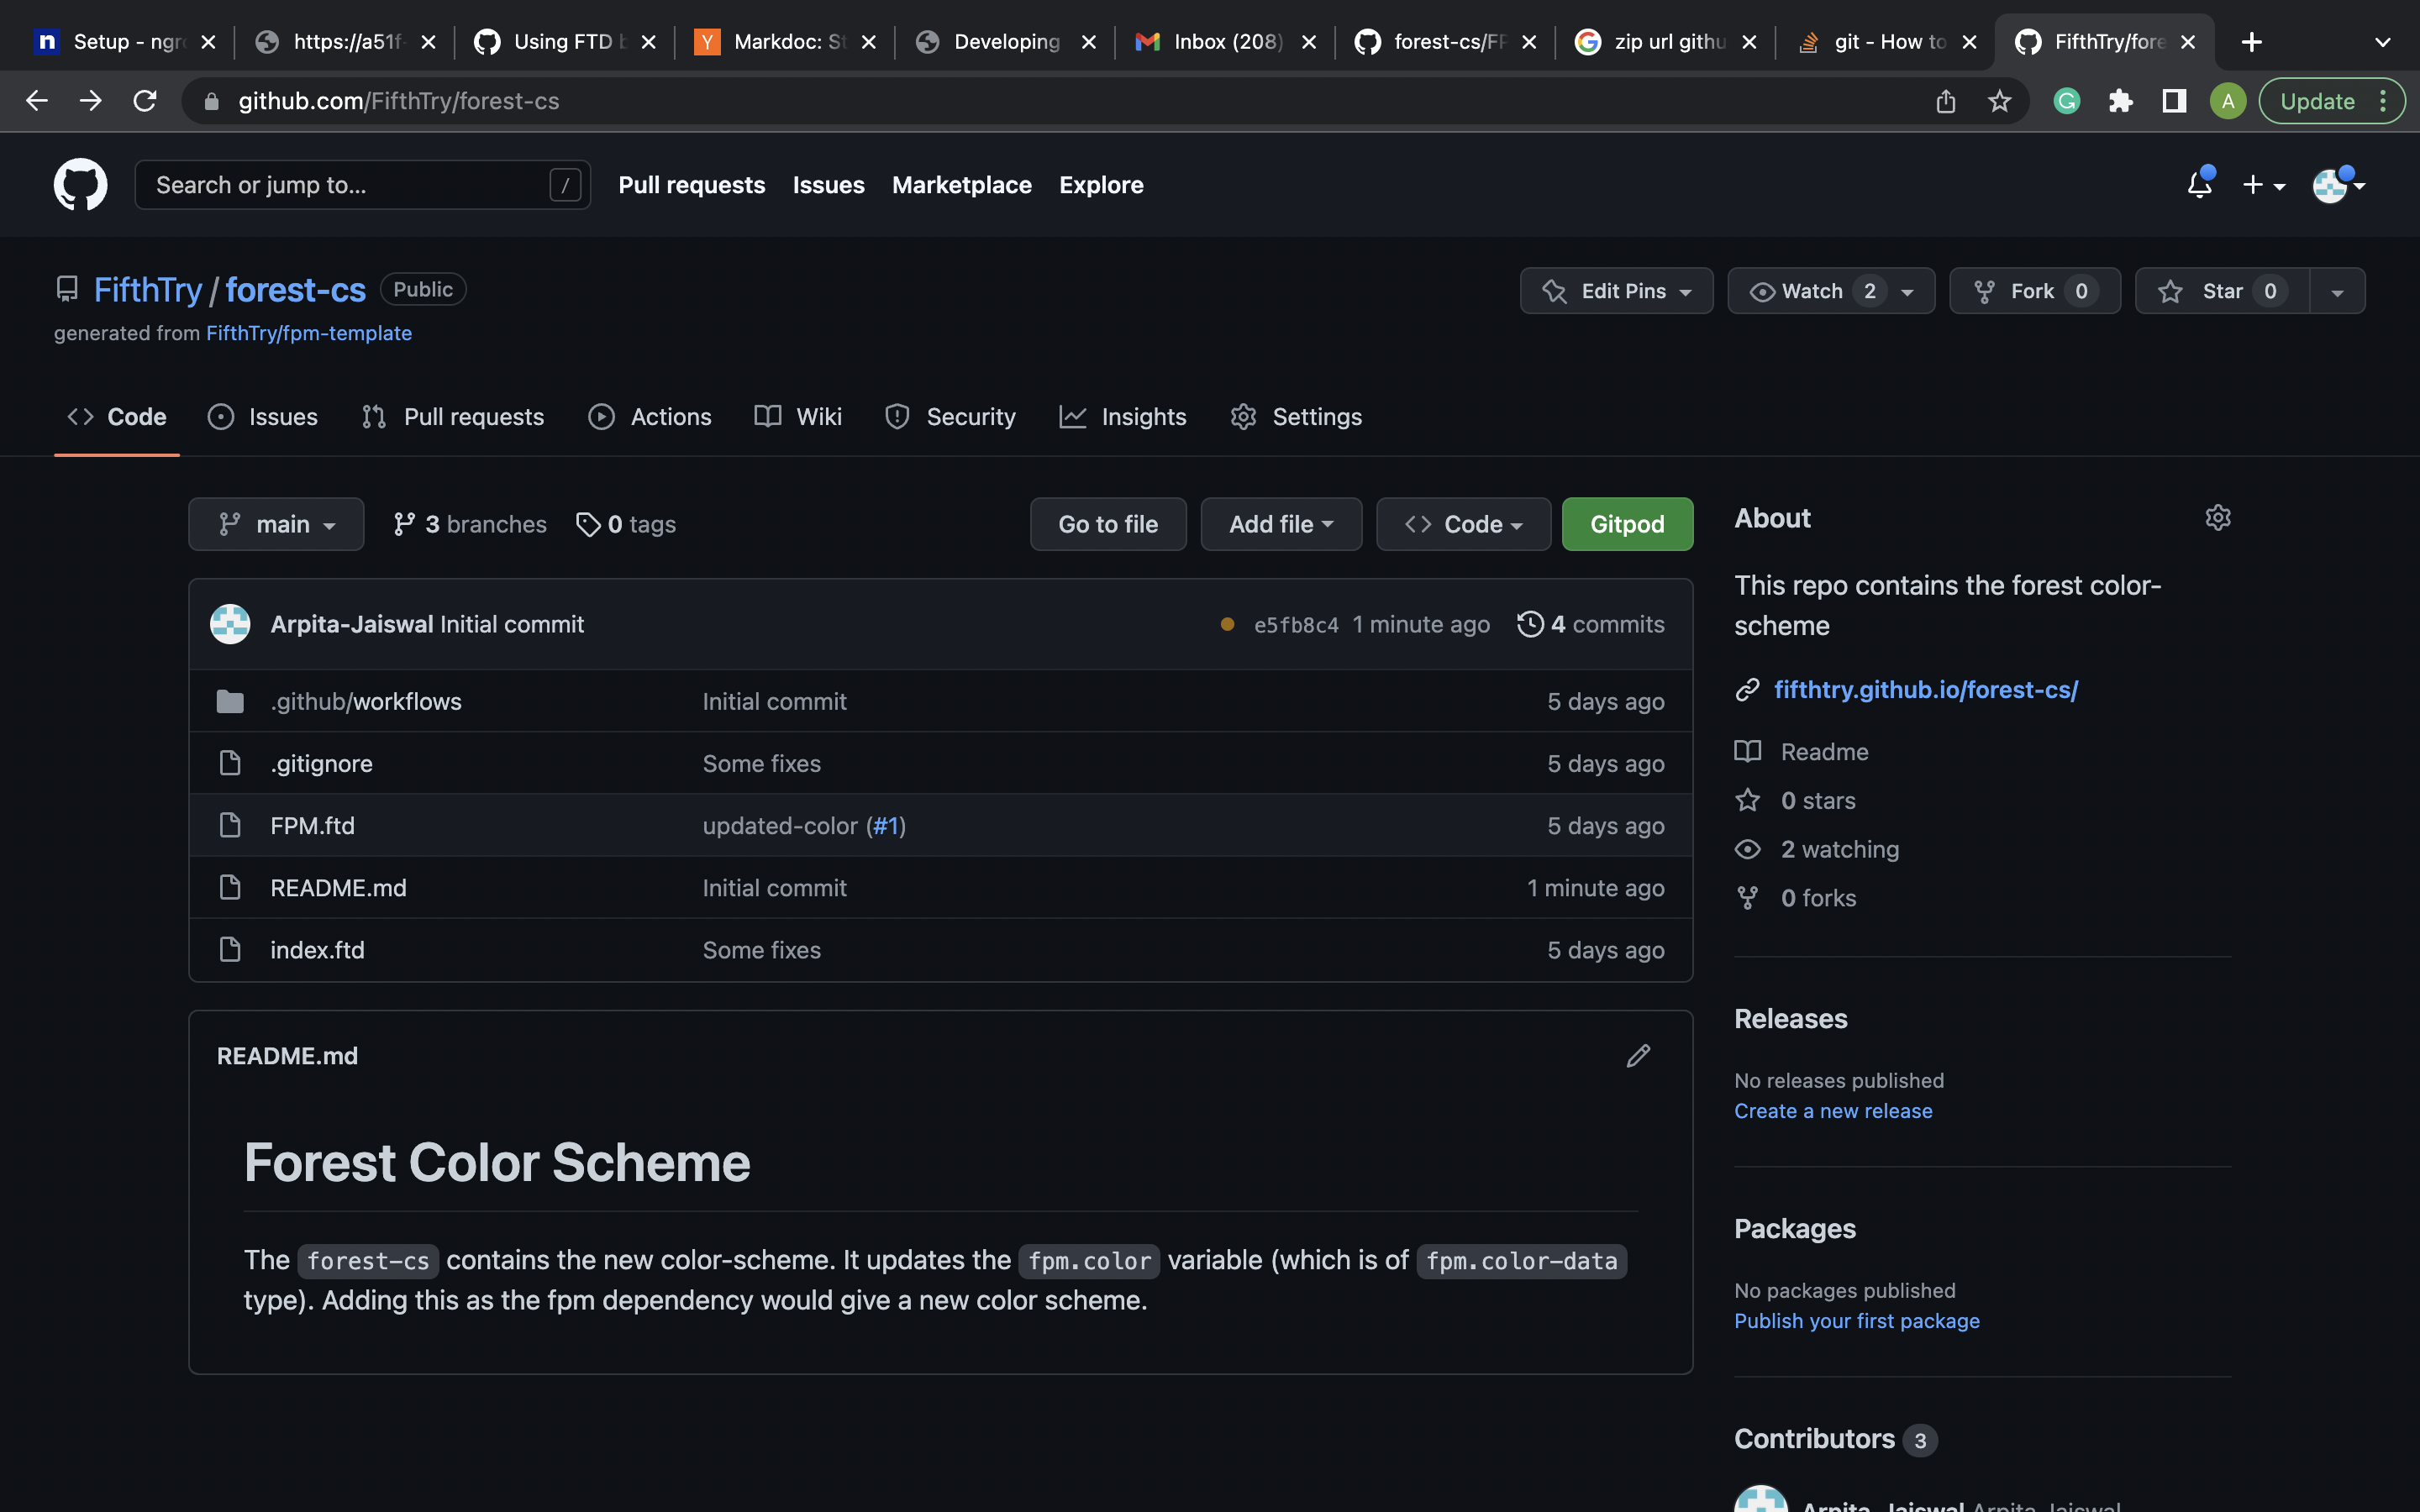 Setup - ngr
https://a51f
Using FTD
Markdoc: St
Developing
Inbox (208)
forest-cs/FP
zip url githu
git - How to
FifthTry/fore
github.com/FifthTry/forest-cs
A
Update
Search or jump to...
/
Pull requests
Issues
Marketplace
Explore
FifthTry / forest-cs
Public
Edit Pins
Watch 2
Fork 0
Star 0
generated from FifthTry/fpm-template
Code
Issues
Pull requests
Actions
Wiki
Security
Insights
Settings
main
3 branches
0 tags
Go to file
Add file
Code
Gitpod
Arpita-Jaiswal Initial commit
e5fb8c4 1 minute ago
4 commits
.github/workflows Initial commit 5 days ago
.gitignore Some fixes 5 days ago
FPM.ftd updated-color (#1) 5 days ago
README.md Initial commit 1 minute ago
index.ftd Some fixes 5 days ago
README.md
Forest Color Scheme
The forest-cs contains the new color-scheme. It updates the fpm.color variable (which is of fpm.color-data
type). Adding this as the fpm dependency would give a new color scheme.
About
This repo contains the forest color-
scheme
fifthtry.github.io/forest-cs/
Readme
0 stars
2 watching
0 forks
Releases
No releases published
Create a new release
Packages
No packages published
Publish your first package
Contributors 3
Arpita-Jaiswal Arpita Jaiswal